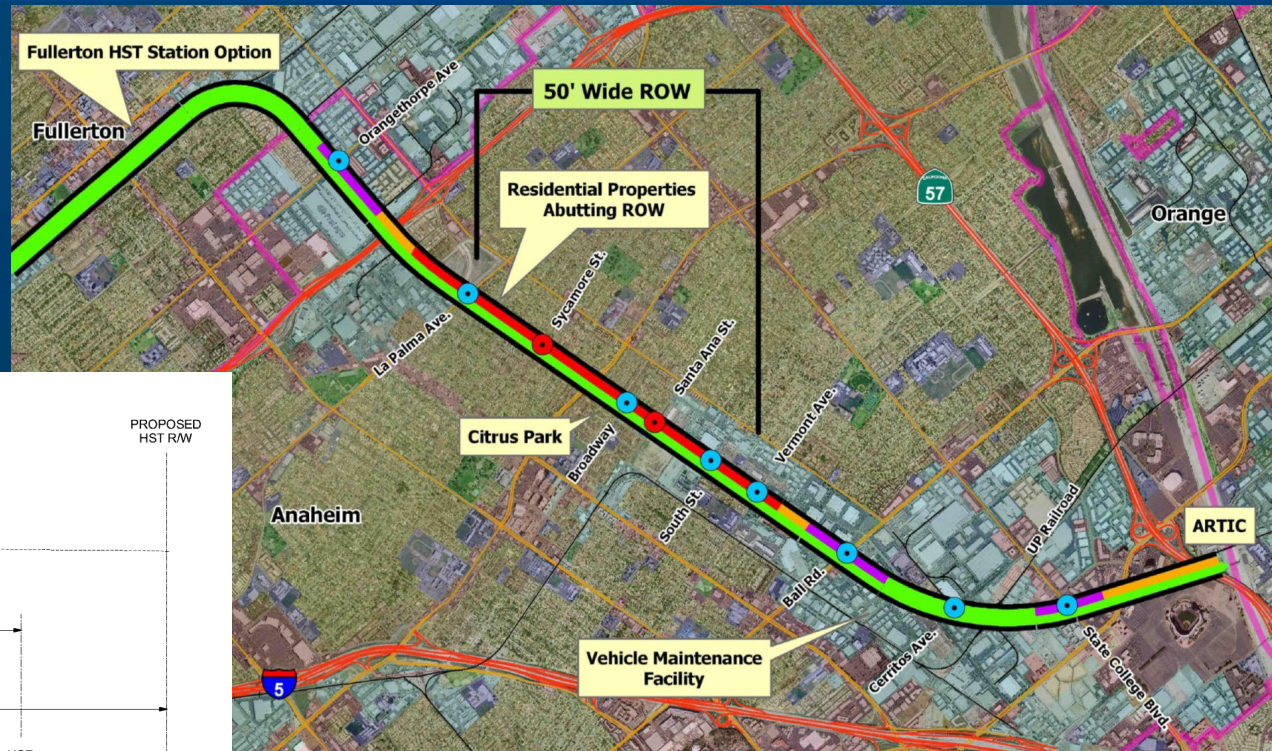 Fullerton HST Station Option
Fullerton
Orangethorpe Ave
50' Wide ROW
Residential Properties
Abutting ROW
CALIFORNIA
57
Orange
Sycamore St.
La Palma Ave.
Santa Ana St.
Citrus Park
Broadway
Vermont Ave.
PROPOSED
HST R/W
Anaheim
South St.
UP Railroad
ARTIC
Ball Rd.
Vehicle Maintenance
Facility
Cerritos Ave.
State College Blvd.
5